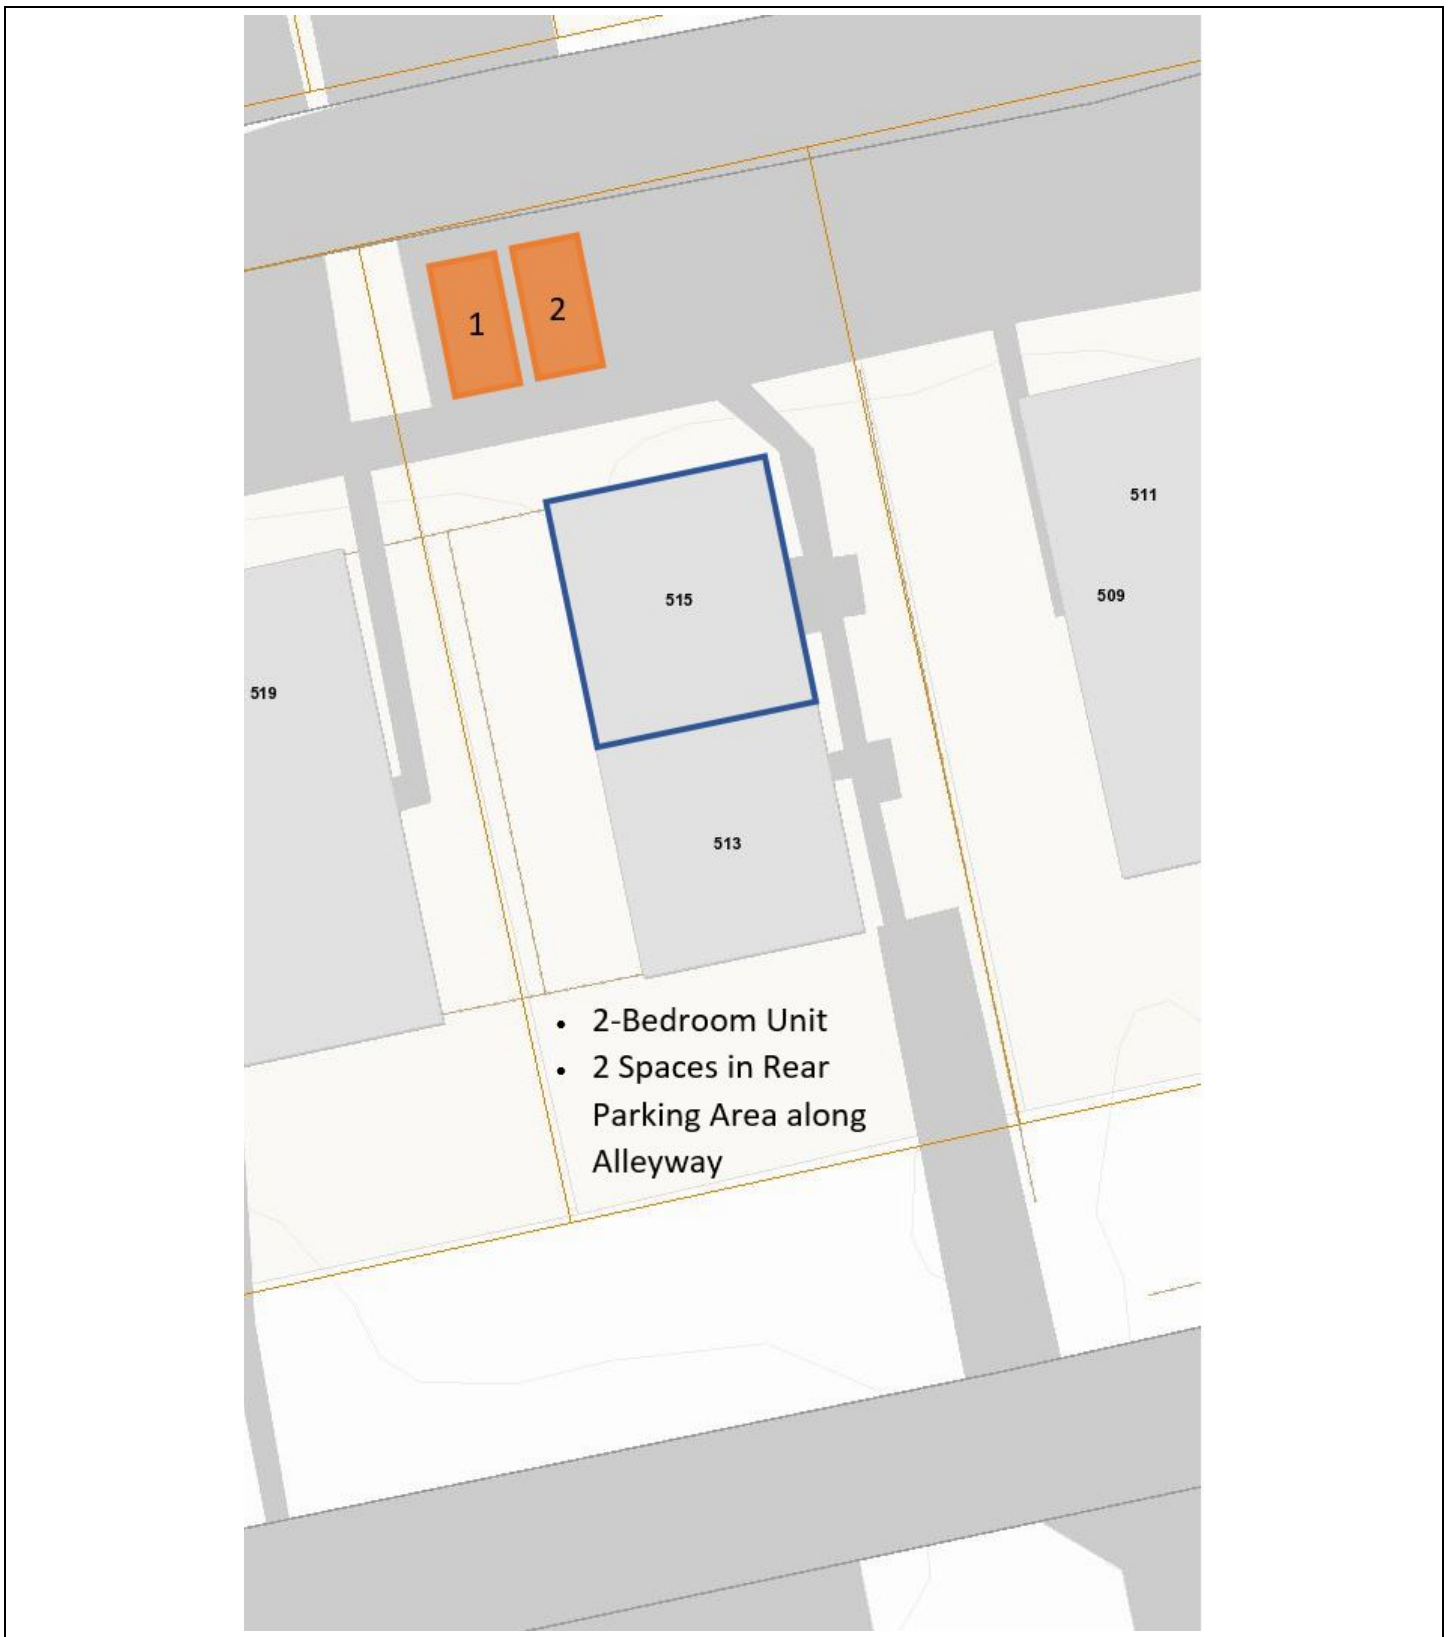 1
2
511
515
509
519
513
• 2-Bedroom Unit
• 2 Spaces in Rear
Parking Area along
Alleyway